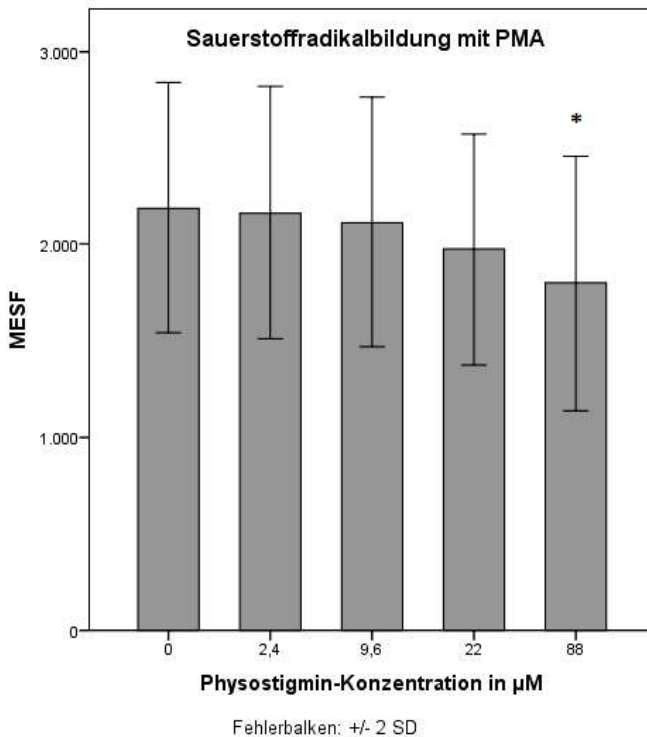 Sauerstoffradikalbildung mit PMA
3.000
*
2.000
MESF
1.000
0
0 2,4 9,6 22 88
Physostigmin-Konzentration in µM
Fehlerbalken: +/- 2 SD